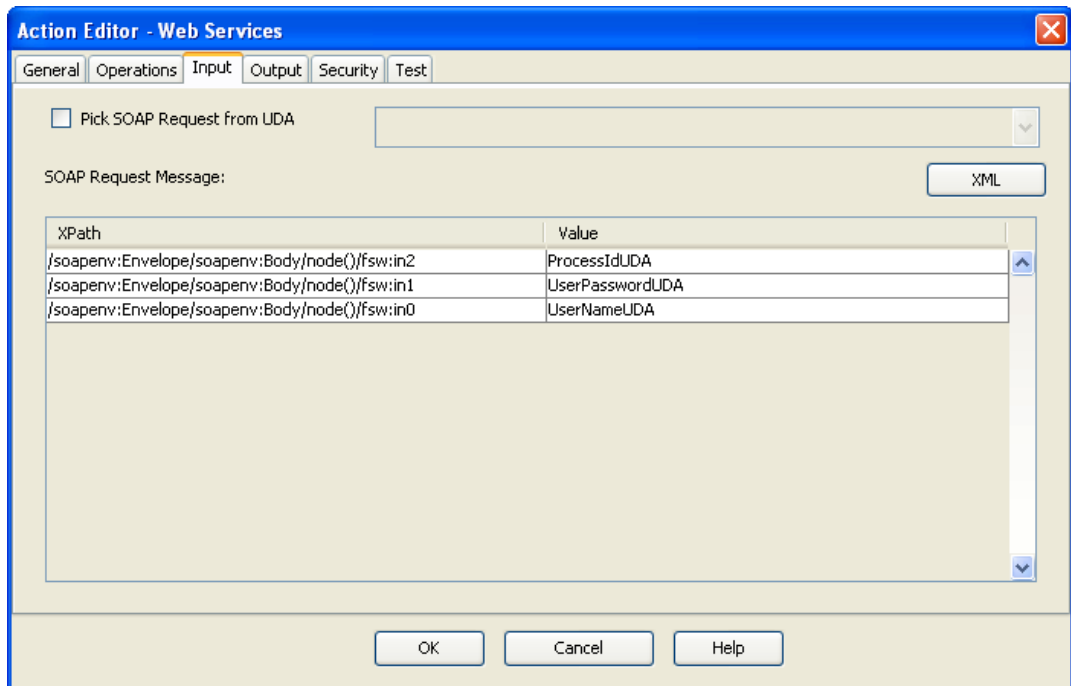 Action Editor - Web Services
General Operations Input Output Security Test
Pick SOAP Request from UDA
SOAP Request Message:
XML
XPath Value
/soapenv:Envelope/soapenv:Body/node()/fsw:in2 ProcessIdUDA
/soapenv:Envelope/soapenv:Body/node()/fsw:in1 UserPasswordUDA
/soapenv:Envelope/soapenv:Body/node()/fsw:in0 UserNameUDA
OK Cancel Help